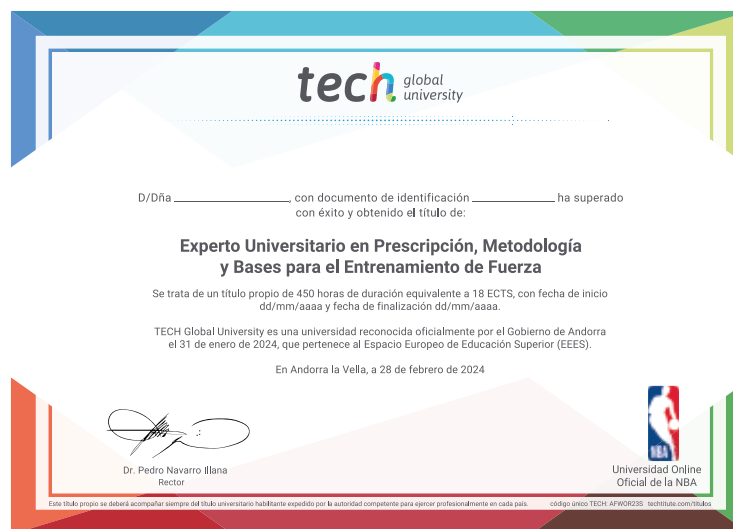 tech global university
D/Dña ________________, con documento de identificación ____________ ha superado
con éxito y obtenido el título de:
Experto Universitario en Prescripción, Metodología
y Bases para el Entrenamiento de Fuerza
Se trata de un título propio de 450 horas de duración equivalente a 18 ECTS, con fecha de inicio
dd/mm/aaaa y fecha de finalización dd/mm/aaaa.
TECH Global University es una universidad reconocida oficialmente por el Gobierno de Andorra
el 31 de enero de 2024, que pertenece al Espacio Europeo de Educación Superior (EEES).
En Andorra la Vella, a 28 de febrero de 2024
Dr. Pedro Navarro Illana
Rector
NBA
Universidad Online
Oficial de la NBA
Este título propio se deberá acompañar siempre del título universitario habilitante expedido por la autoridad competente para ejercer profesionalmente en cada país.
código único TECH: AFWOR235 techtitute.com/titulos